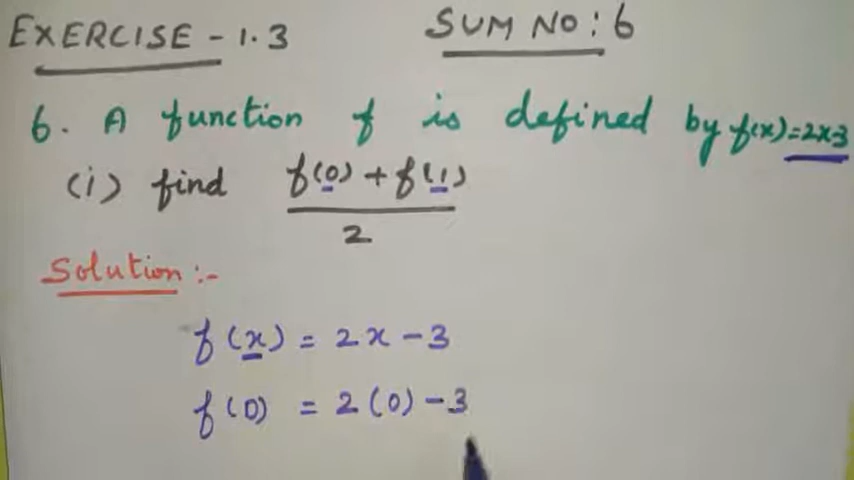 EXERCISE - 1.3
SUM NO: 6
6. A function f is defined by f(x)=2x-3
(i) find f(0) + f(1)
2
Solution :-
f(x) = 2x - 3
f(0) = 2(0) - 3